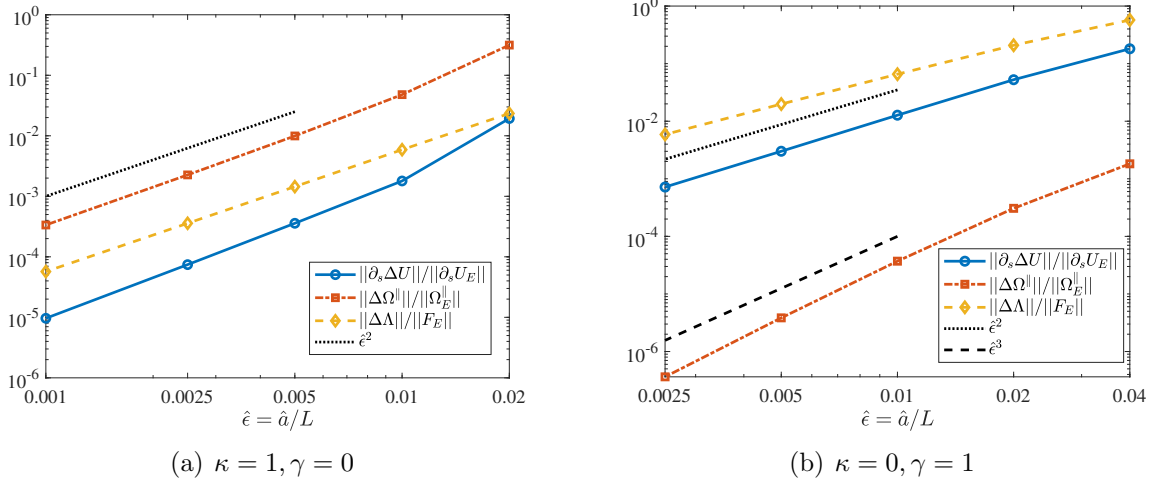 10^0
10^-1
10^-2
10^-3
10^-4
10^-5
10^-6
0.001 0.0025 0.005 0.01 0.02
ε̂ = â/L
||∂_sΔU||/||∂_sU_E||
||ΔΩ^∥||/||Ω_E^∥||
||ΔΛ||/||F_E||
ε̂^2
(a) κ = 1, γ = 0
10^0
10^-2
10^-4
10^-6
0.0025 0.005 0.01 0.02 0.04
ε̂ = â/L
||∂_sΔU||/||∂_sU_E||
||ΔΩ^∥||/||Ω_E^∥||
||ΔΛ||/||F_E||
ε̂^2
ε̂^3
(b) κ = 0, γ = 1